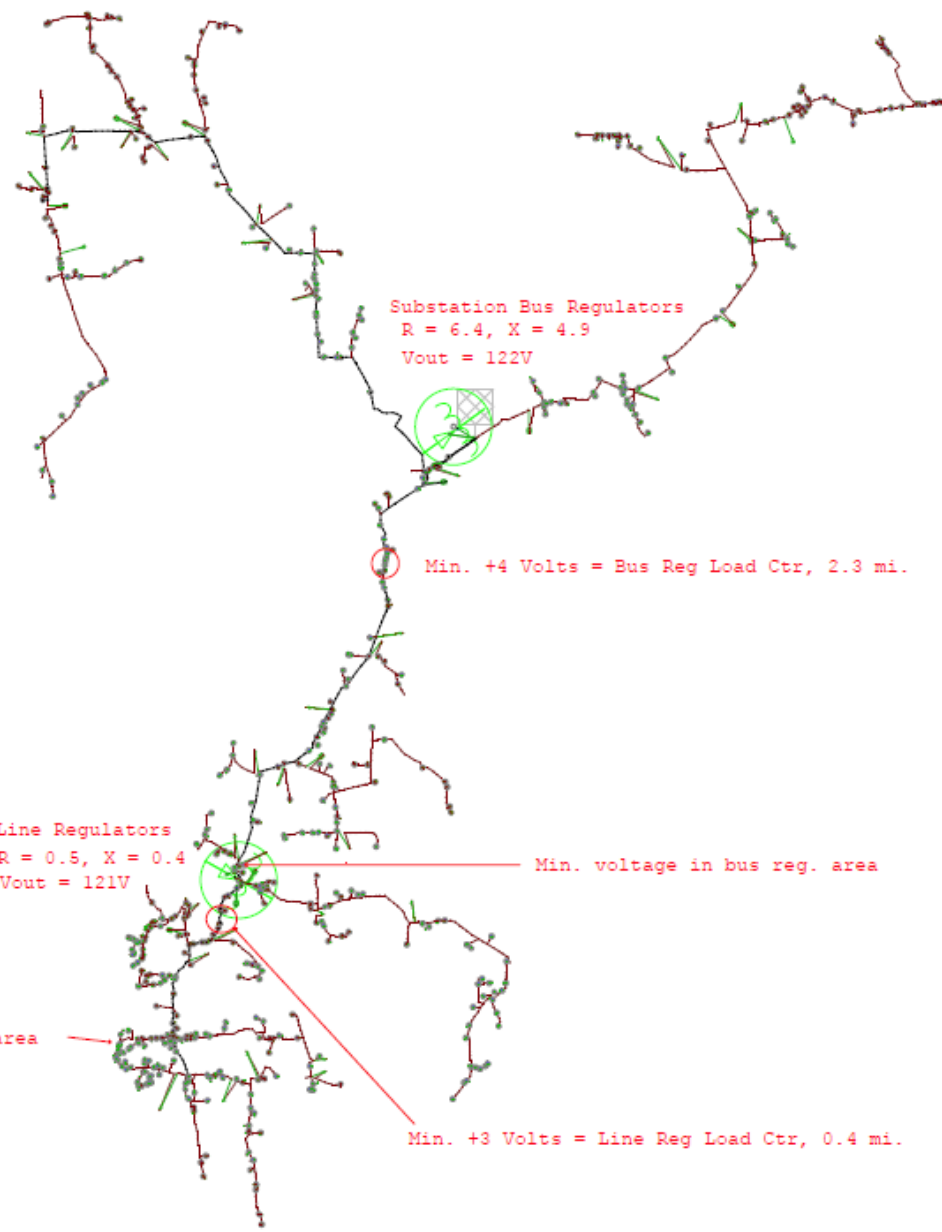 Substation Bus Regulators
R = 6.4, X = 4.9
Vout = 122V
Min. +4 Volts = Bus Reg Load Ctr, 2.3 mi.
Line Regulators
R = 0.5, X = 0.4
Vout = 121V
Min. voltage in bus reg. area
area
Min. +3 Volts = Line Reg Load Ctr, 0.4 mi.